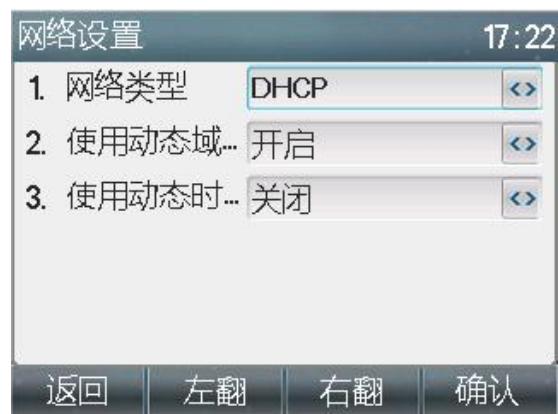 网络设置 17:22
1. 网络类型 DHCP
2. 使用动态域… 开启
3. 使用动态时… 关闭
返回 左翻 右翻 确认